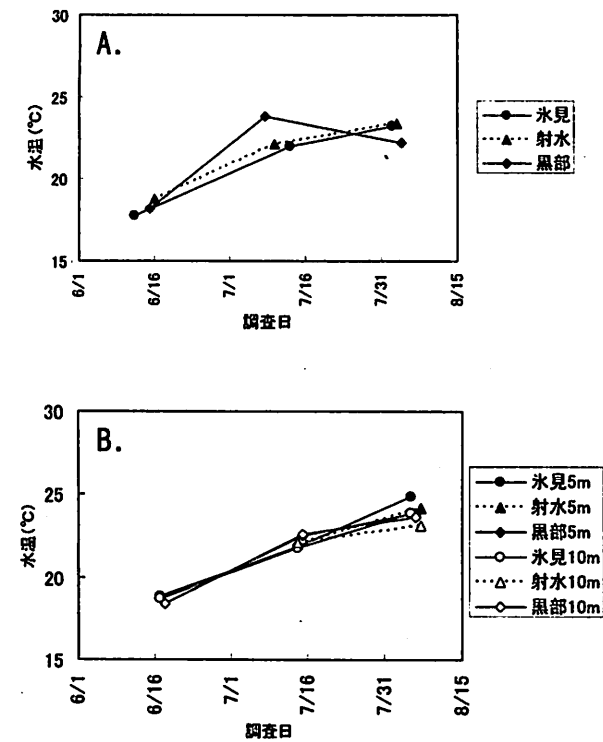 A.
30
25
20
15
水温(℃)
6/1
6/16
7/1
7/16
7/31
8/15
調査日
氷見
射水
黒部
B.
30
25
20
15
水温(℃)
6/1
6/16
7/1
7/16
7/31
8/15
調査日
氷見5m
射水5m
黒部5m
氷見10m
射水10m
黒部10m